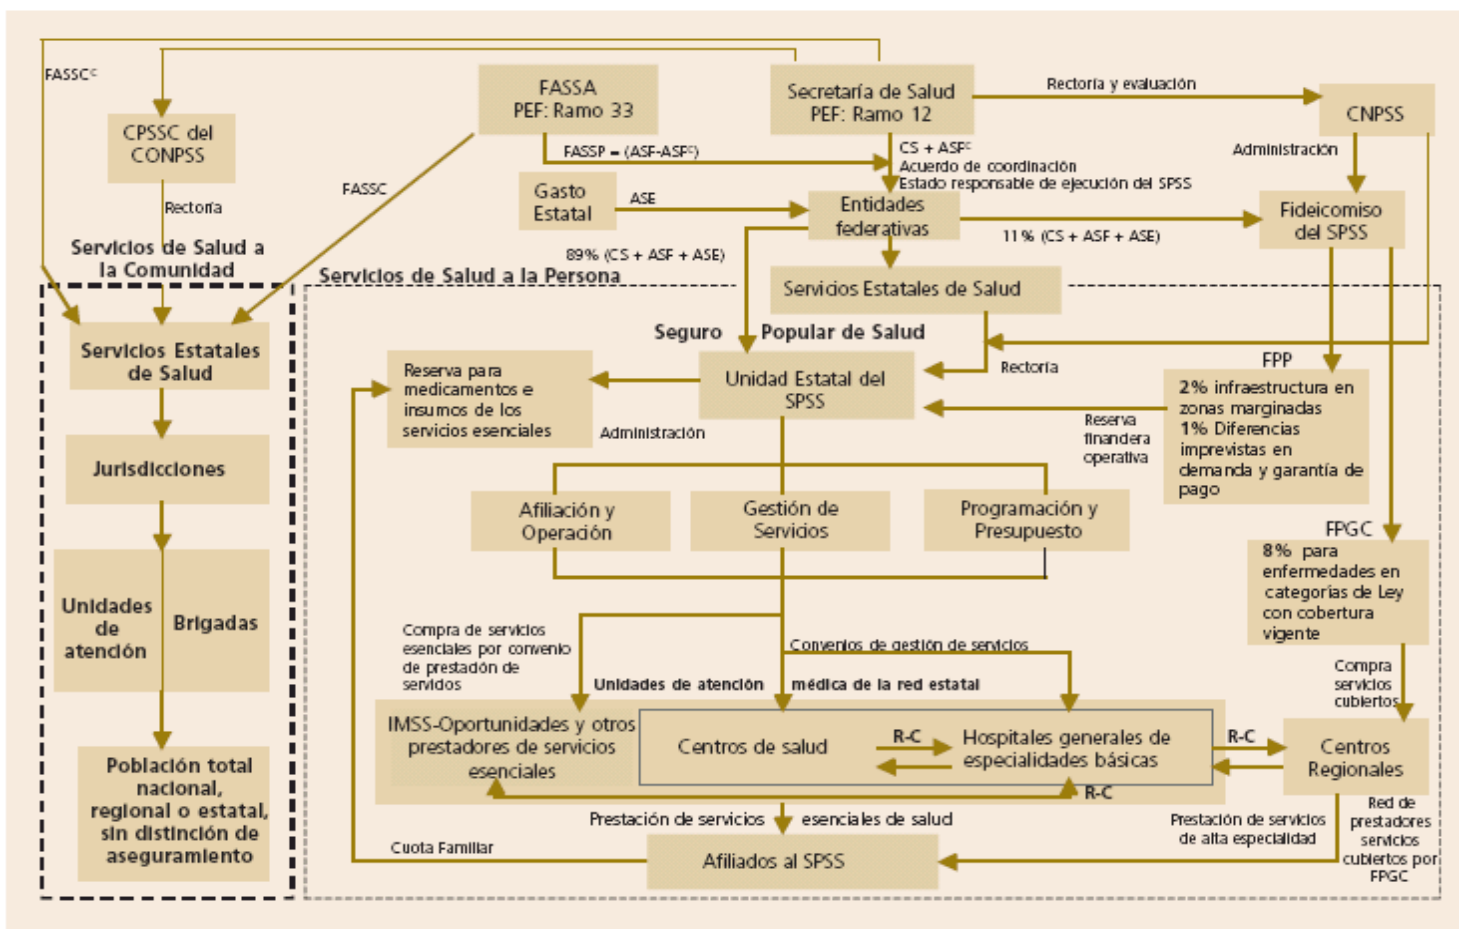 FASSCᶜ
FASSA
PEF: Ramo 33
Secretaría de Salud
PEF: Ramo 12
Rectoría y evaluación
CNPSS
CPSSC del
CONPSS
FASSP = (ASF-ASFᶜ)
CS + ASFᶜ
Acuerdo de coordinación
Estado responsable de ejecución del SPSS
Administración
FASSC
Rectoría
Gasto
Estatal
ASE
Entidades
federativas
11% (CS + ASF + ASE)
Fideicomiso
del SPSS
89% (CS + ASF + ASE)
Servicios de Salud a
la Comunidad
Servicios de Salud a la Persona
Servicios Estatales de Salud
Seguro Popular de Salud
Servicios Estatales
de Salud
Reserva para
medicamentos e
insumos de los
servicios esenciales
Unidad Estatal del
SPSS
Rectoría
FPP
2% infraestructura en
zonas marginadas
1% Diferencias
imprevistas en
demanda y garantía de
pago
Administración
Reserva
financera
operativa
Jurisdicciones
Afiliación y
Operación
Gestión de
Servicios
Programación y
Presupuesto
FPGC
8% para
enfermedades en
categorías de Ley
con cobertura
vigente
Unidades
de
atención
Brigadas
Compra de servicios
esenciales por convenio
de prestación de
servicios
Convenios de gestión de servicios
Compra
servicios
cubiertos
Unidades de atención médica de la red estatal
IMSS-Oportunidades y otros
prestadores de servicios
esenciales
Centros de salud
R-C
Hospitales generales de
especialidades básicas
R-C
Centros
Regionales
R-C
Población total
nacional,
regional o estatal,
sin distinción de
aseguramiento
Prestación de servicios esenciales de salud
Prestación de servicios
de alta especialidad
Red de
prestadores
servicios
cubiertos por
FPGC
Cuota Familiar
Afiliados al SPSS